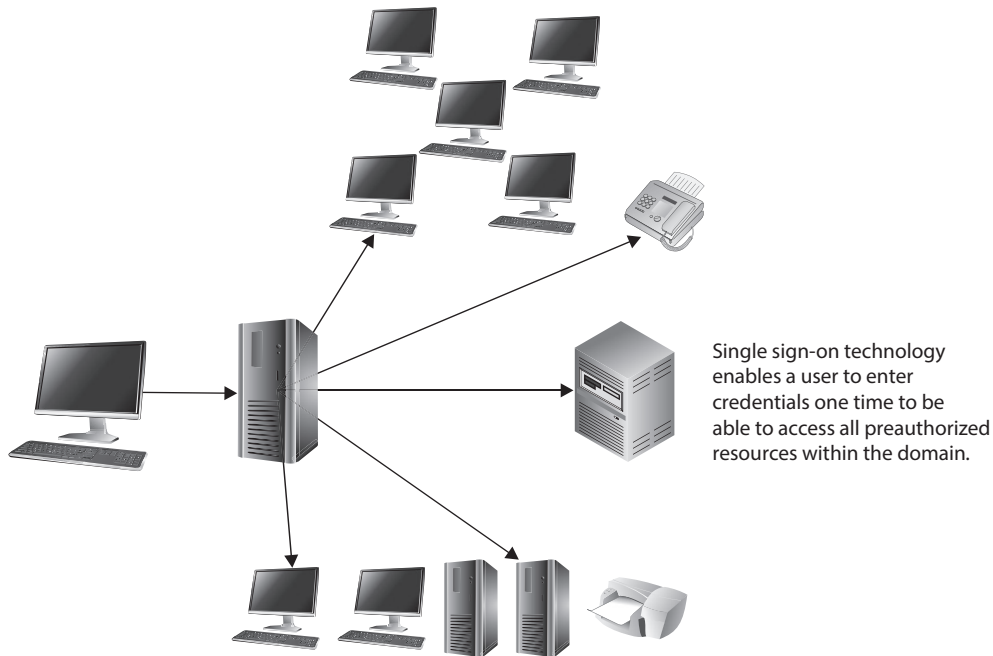 Single sign-on technology
enables a user to enter
credentials one time to be
able to access all preauthorized
resources within the domain.